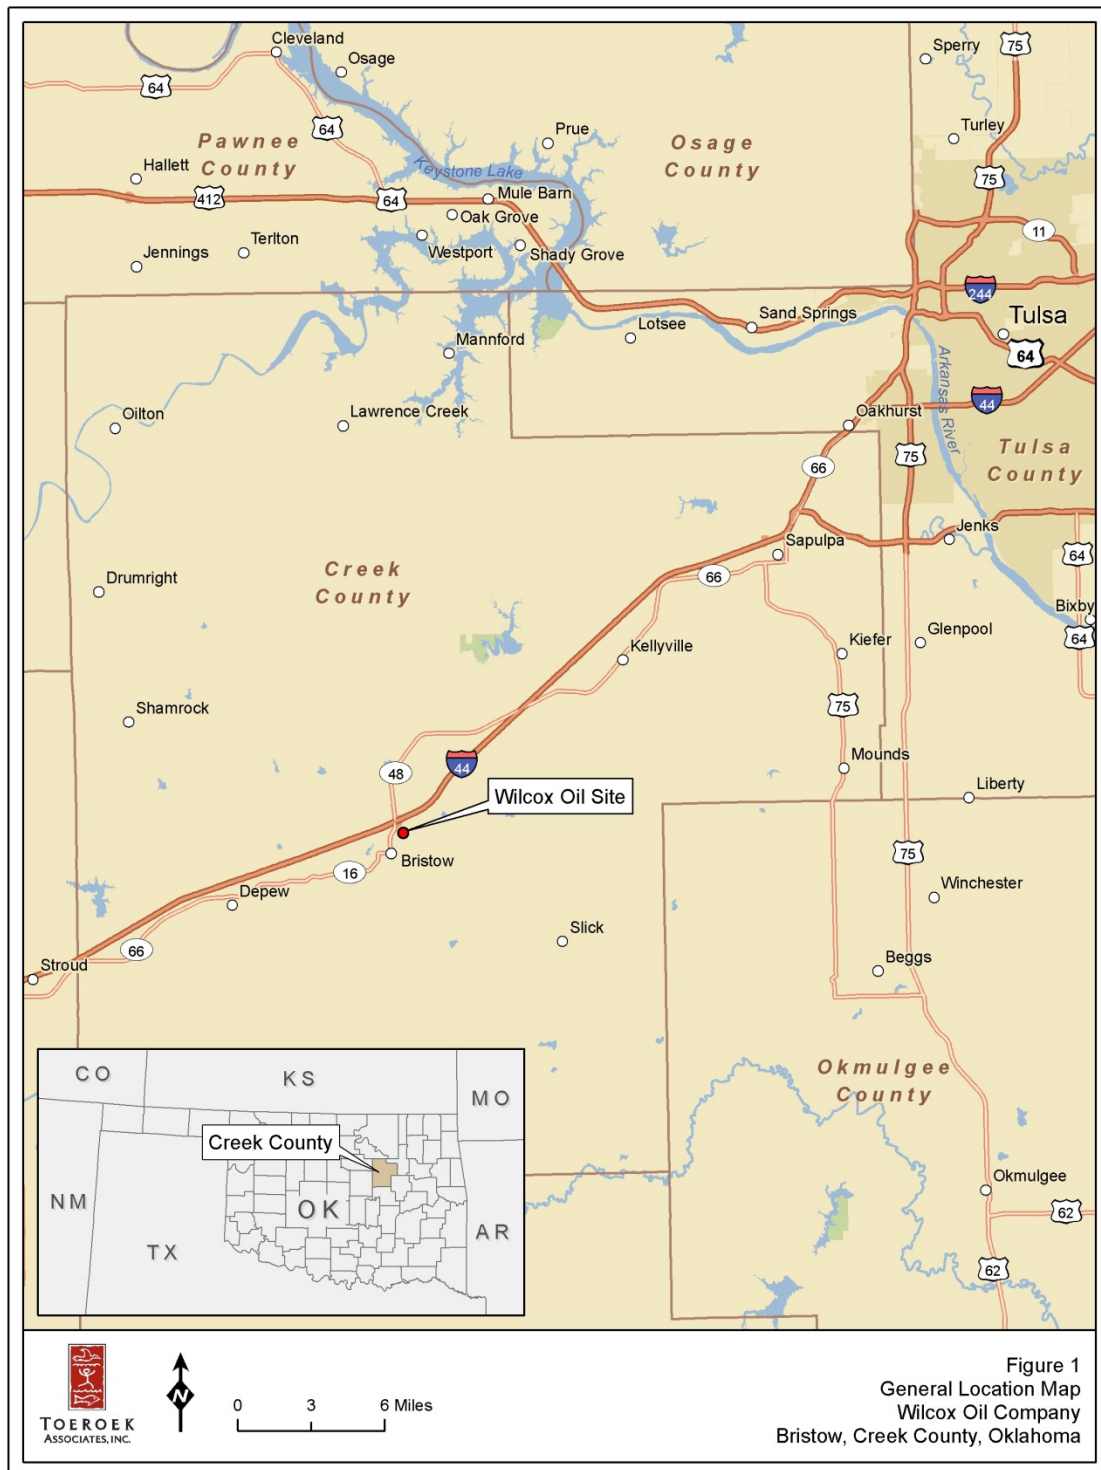 Cleveland
Osage
Sperry
75
64
Turley
64
Prue
Pawnee
County
Osage
County
Hallett
Keystone Lake
75
412
64
Mule Barn
Oak Grove
11
Jennings
Terlton
Westport
Shady Grove
244
Sand Springs
Lotsee
Tulsa
64
Mannford
Arkansas River
44
Oilton
Lawrence Creek
Oakhurst
75
Tulsa
County
66
Jenks
Sapulpa
64
Creek
County
66
Drumright
Bixby
64
Glenpool
Kiefer
Kellyville
75
Shamrock
Mounds
44
48
Liberty
Wilcox Oil Site
75
Bristow
16
Depew
Winchester
Slick
66
Stroud
Beggs
Okmulgee
County
CO
KS
MO
Creek County
NM
OK
AR
TX
Okmulgee
62
62
TOEROEK
ASSOCIATES, INC.
N
0 3 6 Miles
Figure 1
General Location Map
Wilcox Oil Company
Bristow, Creek County, Oklahoma